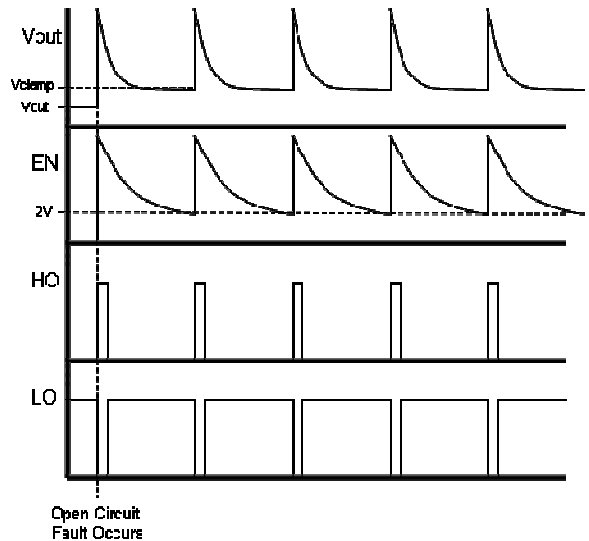 Vout
Vclamp
Vout
EN
2V
HO
LO
Open Circuit
Fault Occurs